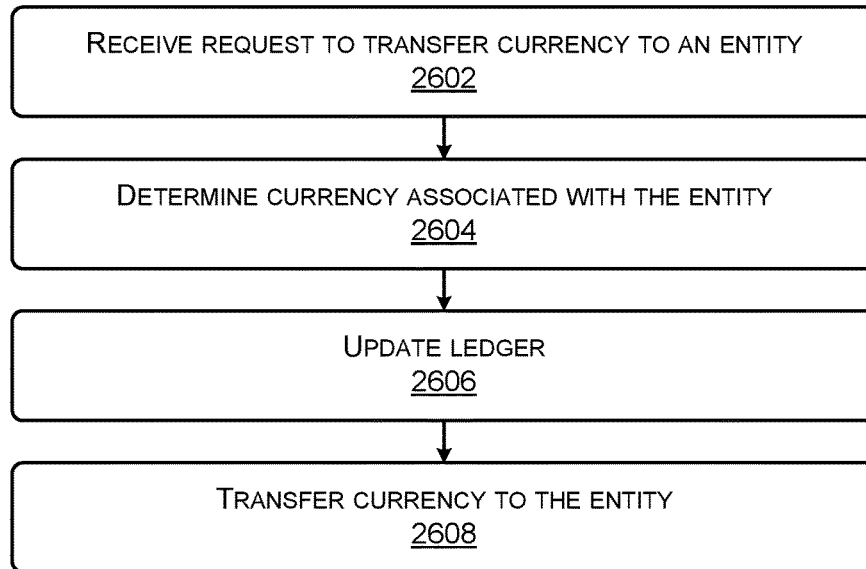 RECEIVE REQUEST TO TRANSFER CURRENCY TO AN ENTITY
2602
DETERMINE CURRENCY ASSOCIATED WITH THE ENTITY
2604
UPDATE LEDGER
2606
TRANSFER CURRENCY TO THE ENTITY
2608